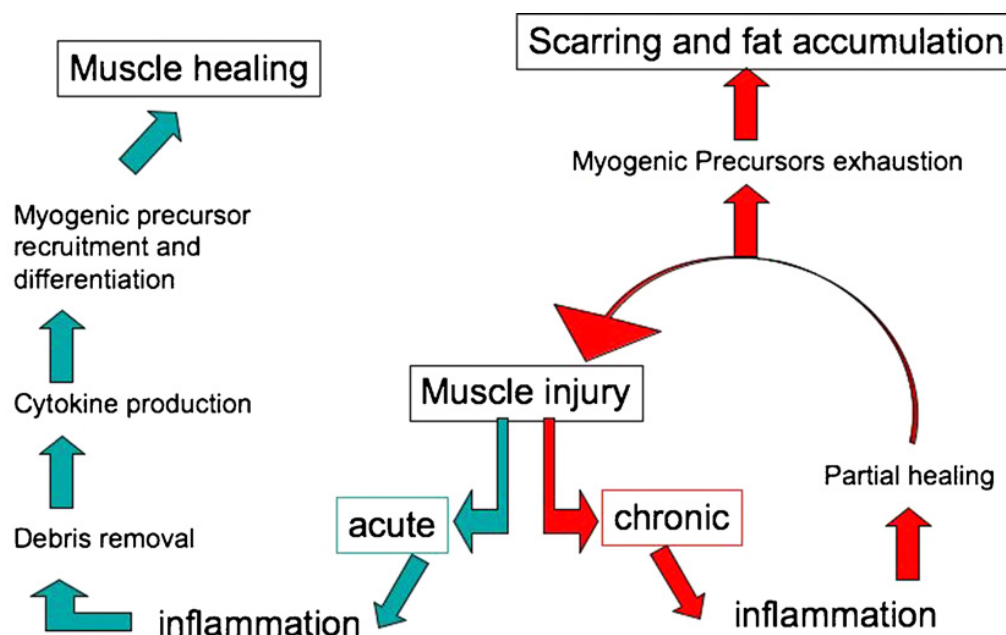 Muscle healing
Scarring and fat accumulation
Myogenic Precursors exhaustion
Myogenic precursor
recruitment and
differentiation
Muscle injury
Cytokine production
Partial healing
acute
chronic
Debris removal
inflammation
inflammation